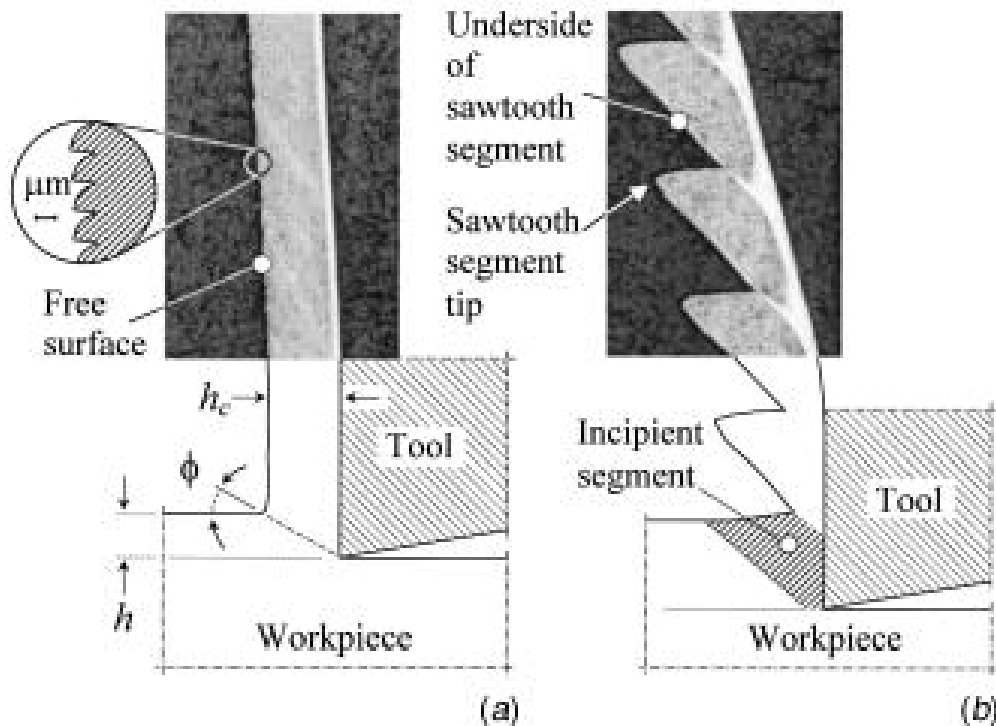 μm
Free
surface
h_c
Tool
ϕ
h
Workpiece
(a)
Underside
of
sawtooth
segment
Sawtooth
segment
tip
Incipient
segment
Tool
Workpiece
(b)